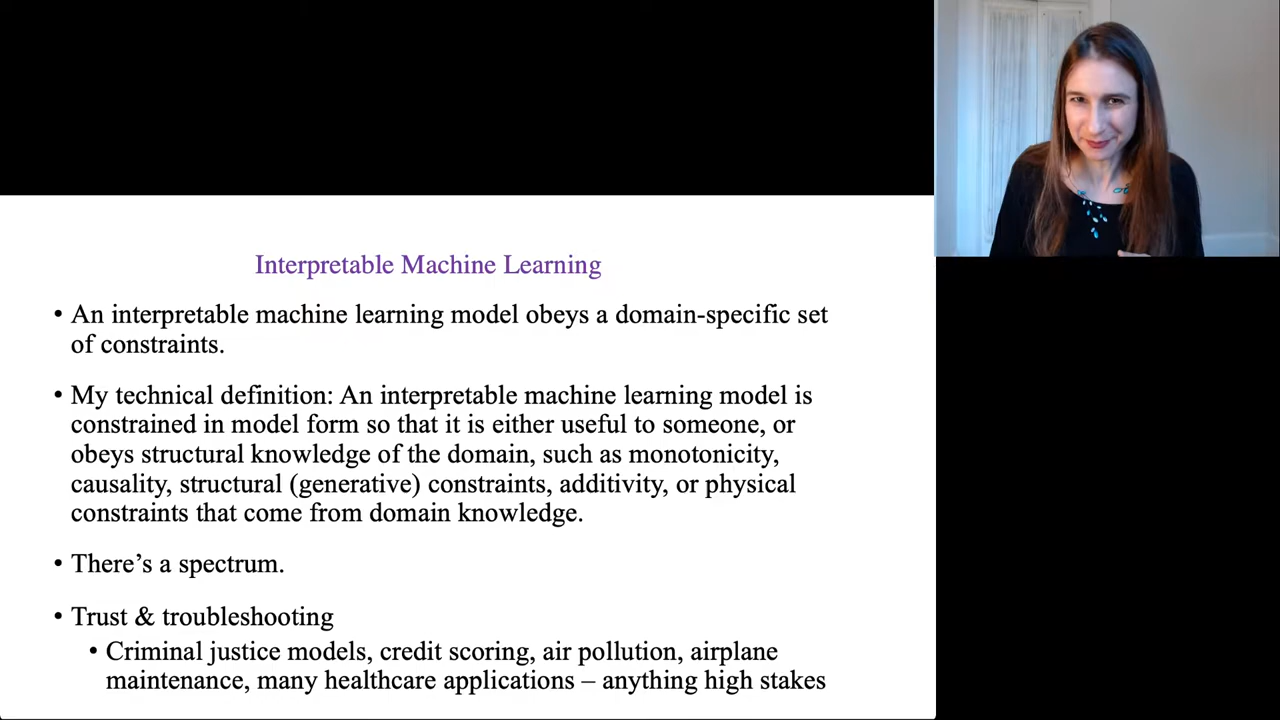 Interpretable Machine Learning
• An interpretable machine learning model obeys a domain-specific set
of constraints.
• My technical definition: An interpretable machine learning model is
constrained in model form so that it is either useful to someone, or
obeys structural knowledge of the domain, such as monotonicity,
causality, structural (generative) constraints, additivity, or physical
constraints that come from domain knowledge.
• There’s a spectrum.
• Trust & troubleshooting
• Criminal justice models, credit scoring, air pollution, airplane
maintenance, many healthcare applications – anything high stakes